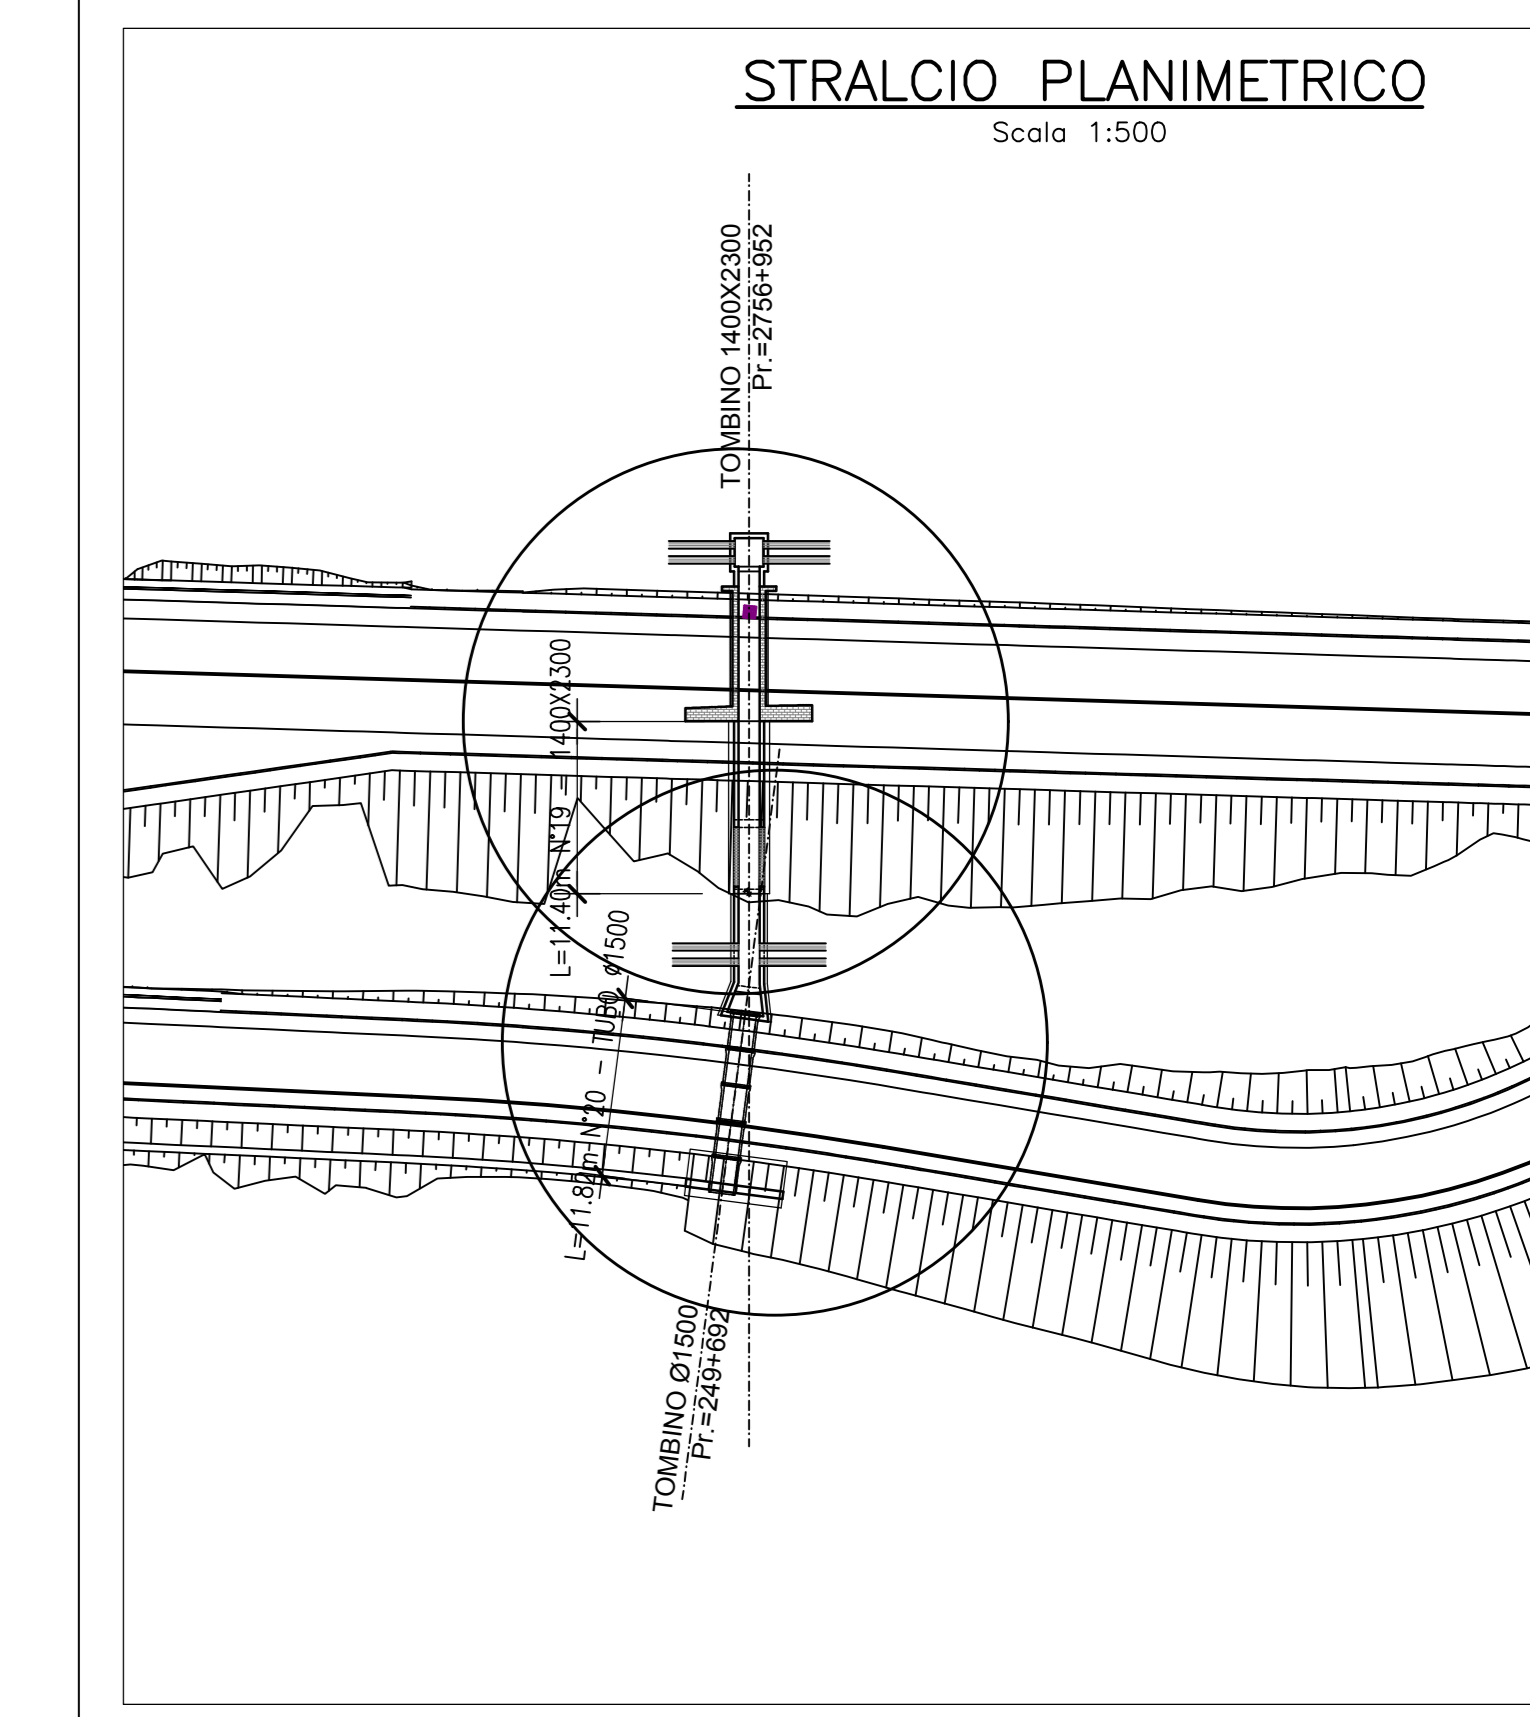 STRALCIO PLANIMETRICO
Scala 1:500
TOMBINO 1400X2300
Pr.=2756+952
L=11.40m N°19 – 1400X2300
L=11.82m– N°20 – TUBO ø1500
TOMBINO Ø1500
Pr.=249+692